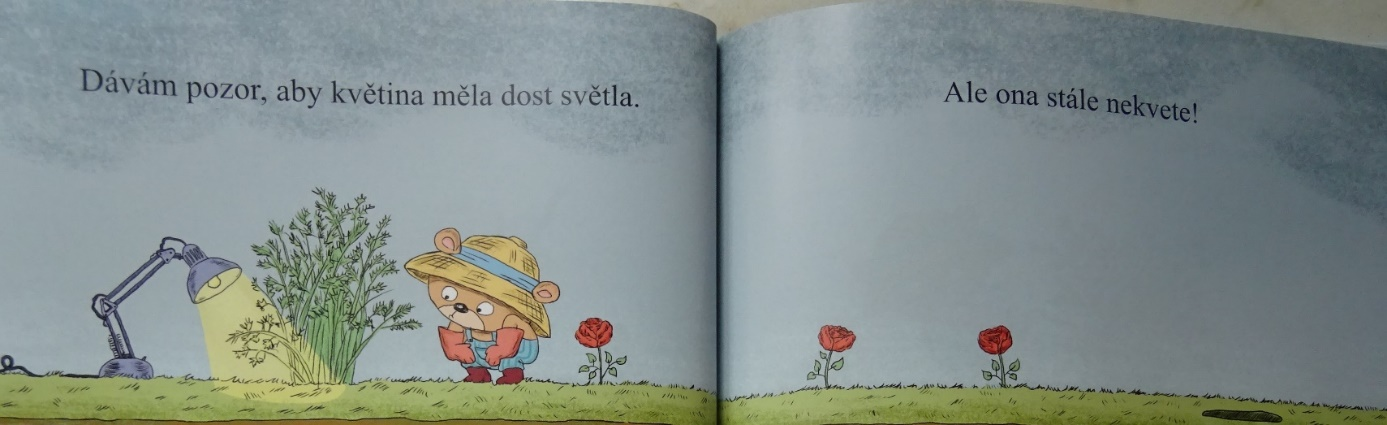 Dávám pozor, aby květina měla dost světla.
Ale ona stále nekvete!